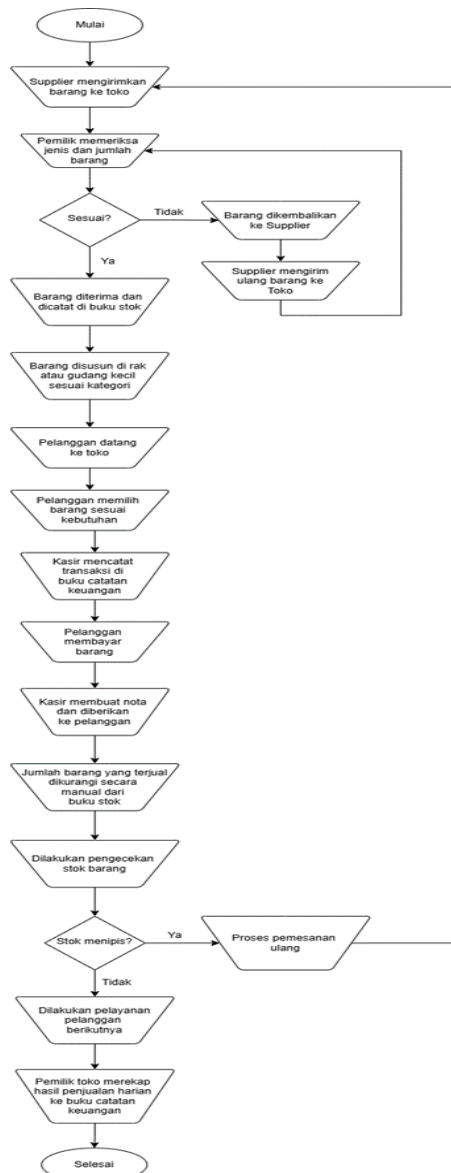 Mulai
Supplier mengirimkan
barang ke toko
Pemilik memeriksa
jenis dan jumlah
barang
Sesuai?
Tidak
Barang dikembalikan
ke Supplier
Supplier mengirim
ulang barang ke
Toko
Ya
Barang diterima dan
dicatat di buku stok
Barang disusun di rak
atau gudang kecil
sesuai kategori
Pelanggan datang
ke toko
Pelanggan memilih
barang sesuai
kebutuhan
Kasir mencatat
transaksi di
buku catatan
keuangan
Pelanggan
membayar
barang
Kasir membuat nota
dan diberikan
ke pelanggan
Jumlah barang yang terjual
dikurangi secara
manual dari
buku stok
Dilakukan pengecekan
stok barang
Stok menipis?
Ya
Proses pemesanan
ulang
Tidak
Dilakukan pelayanan
pelanggan
berikutnya
Pemilik toko merekap
hasil penjualan harian
ke buku catatan
keuangan
Selesai